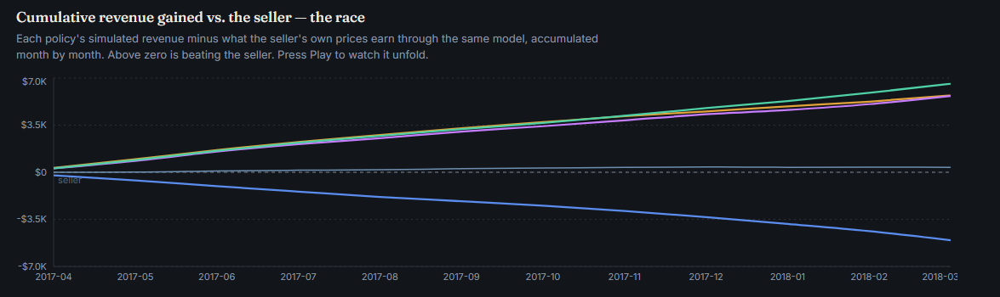 Cumulative revenue gained vs. the seller — the race
Each policy's simulated revenue minus what the seller's own prices earn through the same model, accumulated
month by month. Above zero is beating the seller. Press Play to watch it unfold.
$7.0K
$3.5K
$0
seller
-$3.5K
-$7.0K
2017-04 2017-05 2017-06 2017-07 2017-08 2017-09 2017-10 2017-11 2017-12 2018-01 2018-02 2018-03